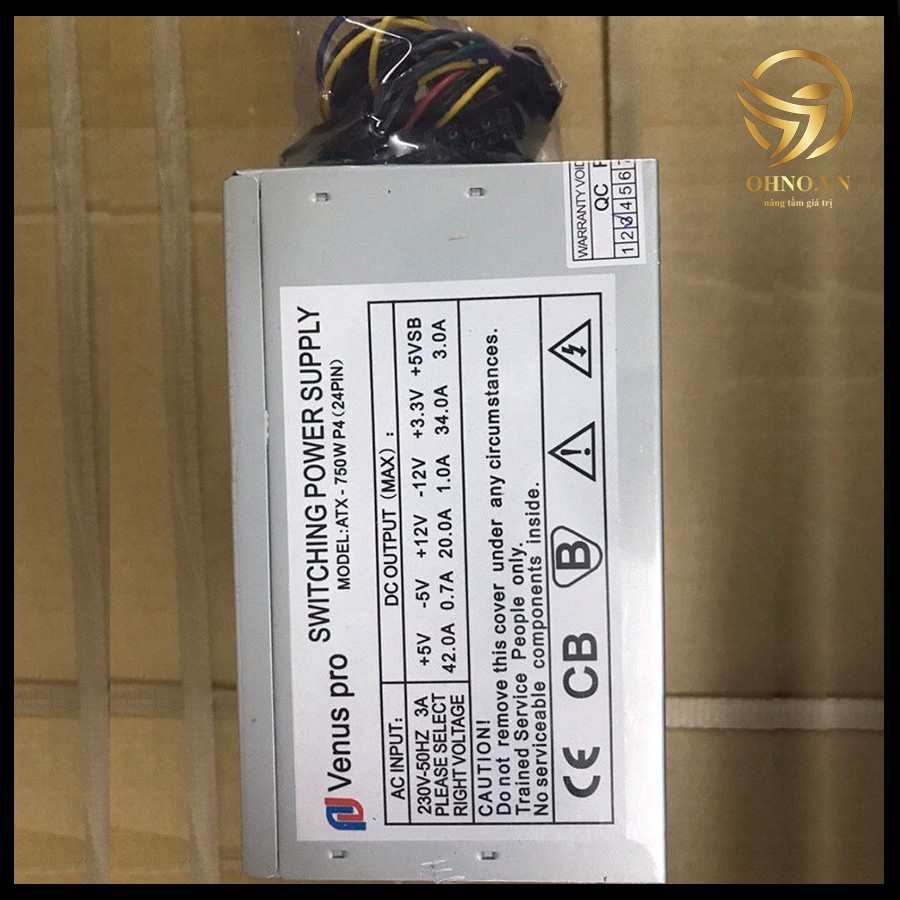 OHNO.VN
nâng tầm giá trị
WARRANTY VOID
QC
1 2 3 4 5 6
Venus pro
SWITCHING POWER SUPPLY
MODEL:ATX - 750W P4 (24PIN)
AC INPUT:
230V-50HZ 3A
PLEASE SELECT
RIGHT VOLTAGE
DC OUTPUT (MAX) :
+5V -5V +12V -12V +3.3V +5VSB
42.0A 0.7A 20.0A 1.0A 34.0A 3.0A
CAUTION!
Do not remove this cover under any circumstances.
Trained Service People only.
No serviceable components inside.
CE CB B